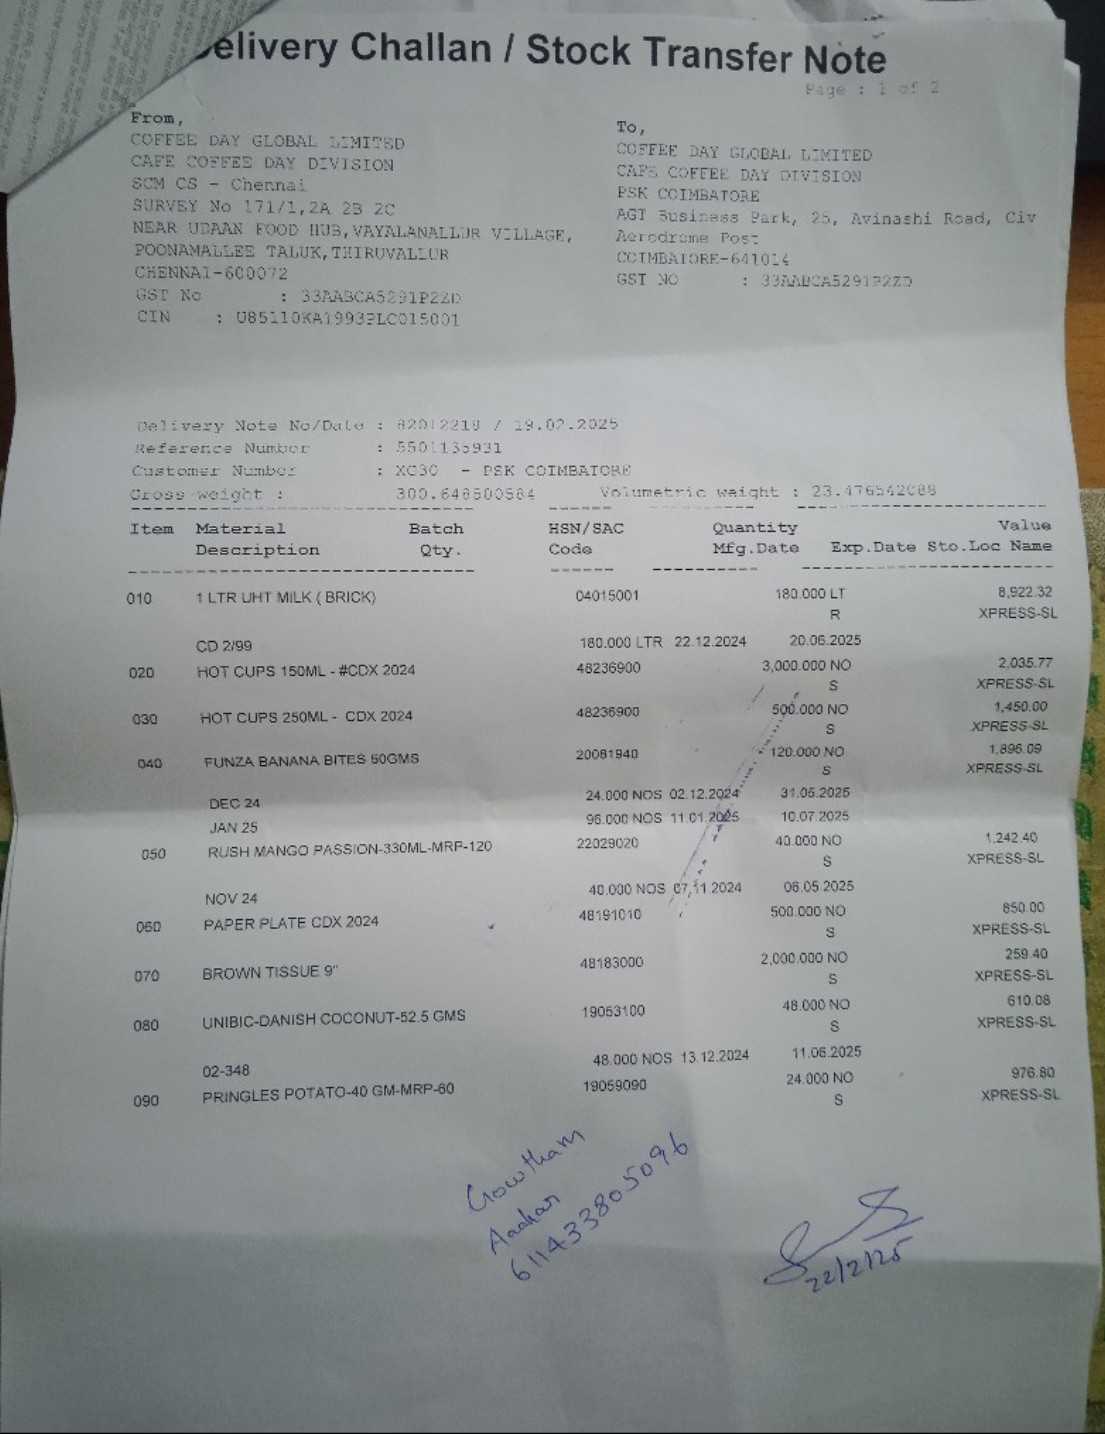 elivery Challan / Stock Transfer Note
Page : 1 of 2
From,
COFFEE DAY GLOBAL LIMITED
CAFE COFFEE DAY DIVISION
SCM CS - Chennai
SURVEY No 171/1,2A 2B 2C
NEAR UDAAN FOOD HUB,VAYALANALLUR VILLAGE,
POONAMALLEE TALUK,THIRUVALLUR
CHENNAI-600072
GST No : 33AABCA5291P2ZD
CIN : U85110KA1993PLC015001
To,
COFFEE DAY GLOBAL LIMITED
CAFE COFFEE DAY DIVISION
PSK COIMBATORE
AGT Business Park, 25, Avinashi Road, Civ
Aerodrome Post
COIMBATORE-641014
GST NO : 33AABCA5291P2ZD
Delivery Note No/Date : 82012218 / 19.02.2025
Reference Number : 5501135931
Customer Number : XC30 - PSK COIMBATORE
Gross weight : 300.648500584 Volumetric weight : 23.476542088
Item Material Batch HSN/SAC Quantity Value
Description Qty. Code Mfg.Date Exp.Date Sto.Loc Name
010 1 LTR UHT MILK ( BRICK) 04015001 180.000 LT 8,922.32
R XPRESS-SL
CD 2/99 180.000 LTR 22.12.2024 20.06.2025
020 HOT CUPS 150ML - #CDX 2024 48236900 3,000.000 NO 2,035.77
S XPRESS-SL
030 HOT CUPS 250ML - CDX 2024 48236900 500.000 NO 1,450.00
S XPRESS-SL
040 FUNZA BANANA BITES 50GMS 20081940 120.000 NO 1,896.09
S XPRESS-SL
DEC 24 24.000 NOS 02.12.2024 31.05.2025
JAN 25 96.000 NOS 11.01.2025 10.07.2025
050 RUSH MANGO PASSION-330ML-MRP-120 22029020 40.000 NO 1,242.40
S XPRESS-SL
NOV 24 40.000 NOS 07.11.2024 06.05.2025
060 PAPER PLATE CDX 2024 48191010 500.000 NO 850.00
S XPRESS-SL
070 BROWN TISSUE 9" 48183000 2,000.000 NO 259.40
S XPRESS-SL
080 UNIBIC-DANISH COCONUT-52.5 GMS 19053100 48.000 NO 610.08
S XPRESS-SL
02-348 48.000 NOS 13.12.2024 11.06.2025
090 PRINGLES POTATO-40 GM-MRP-60 19059090 24.000 NO 976.80
S XPRESS-SL
Gowtham
Aadhar
611433805096
22/2/25